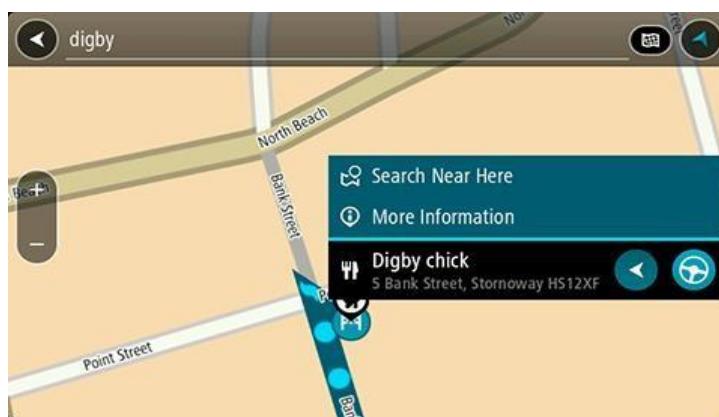 digby
North Beach
Bank Street
Search Near Here
More Information
Digby chick
5 Bank Street, Stornoway HS12XF
Point Street